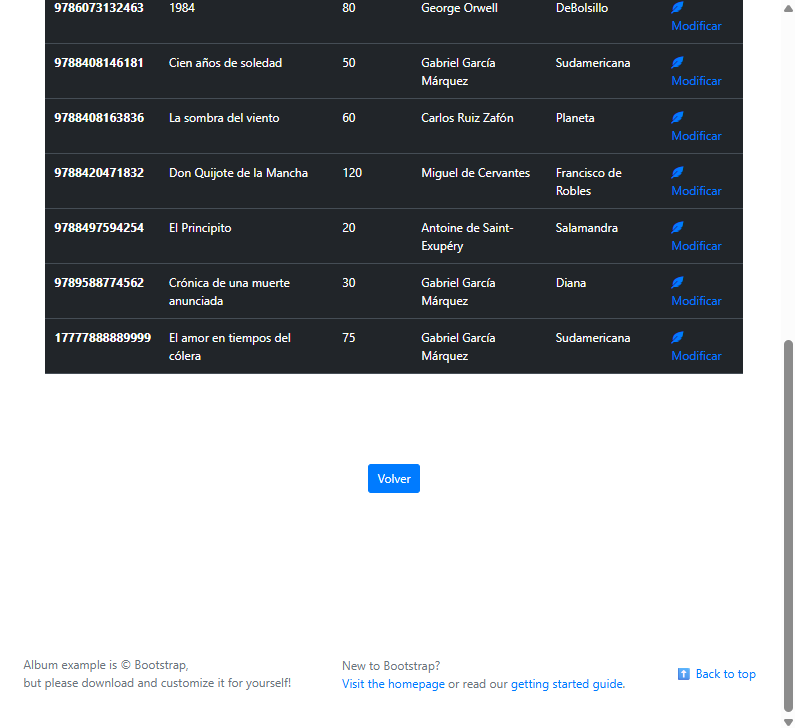 9786073132463 1984 80 George Orwell DeBolsillo Modificar
9788408146181 Cien años de soledad 50 Gabriel García Márquez Sudamericana Modificar
9788408163836 La sombra del viento 60 Carlos Ruiz Zafón Planeta Modificar
9788420471832 Don Quijote de la Mancha 120 Miguel de Cervantes Francisco de Robles Modificar
9788497594254 El Principito 20 Antoine de Saint-Exupéry Salamandra Modificar
9789588774562 Crónica de una muerte anunciada 30 Gabriel García Márquez Diana Modificar
17777888889999 El amor en tiempos del cólera 75 Gabriel García Márquez Sudamericana Modificar
Volver
Album example is © Bootstrap,
but please download and customize it for yourself!
New to Bootstrap?
Visit the homepage or read our getting started guide.
Back to top